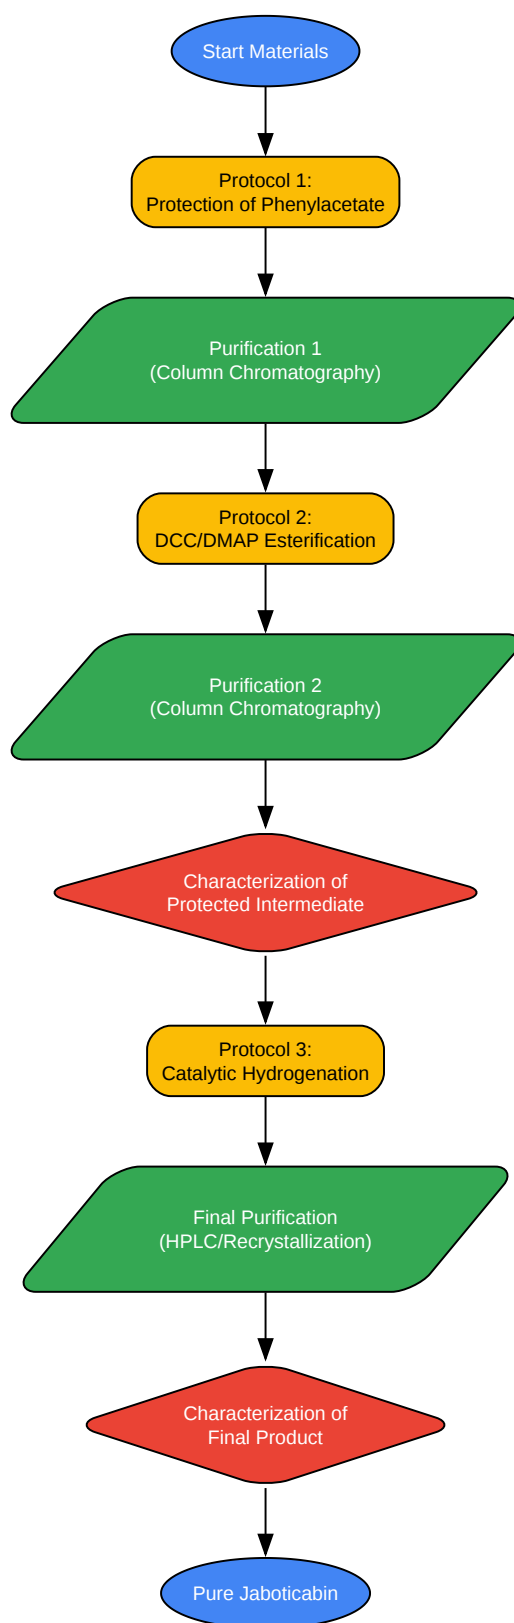 Start Materials
Protocol 1:
Protection of Phenylacetate
Purification 1
(Column Chromatography)
Protocol 2:
DCC/DMAP Esterification
Purification 2
(Column Chromatography)
Characterization of
Protected Intermediate
Protocol 3:
Catalytic Hydrogenation
Final Purification
(HPLC/Recrystallization)
Characterization of
Final Product
Pure Jaboticabin